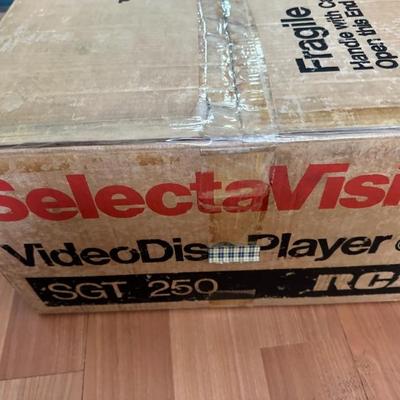 Fragile
Handle with C
Open this End
SelectaVisi
VideoDisc Player
SGT 250 RCA